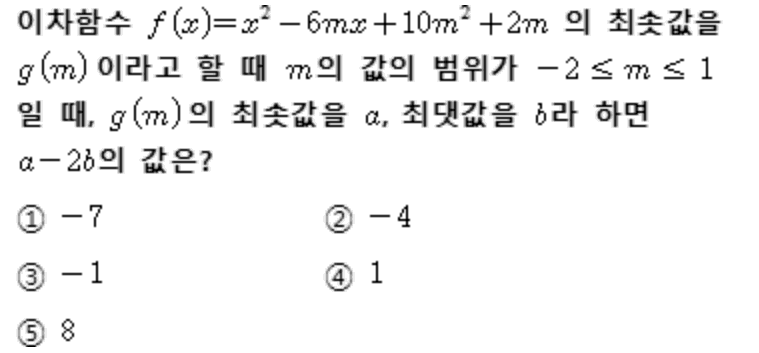 이차함수 f(x)=x²−6mx+10m²+2m 의 최솟값을
g(m)이라고 할 때 m의 값의 범위가 −2≤m≤1
일 때, g(m)의 최솟값을 a, 최댓값을 b라 하면
a−2b의 값은?
① −7 ② −4
③ −1 ④ 1
⑤ 8